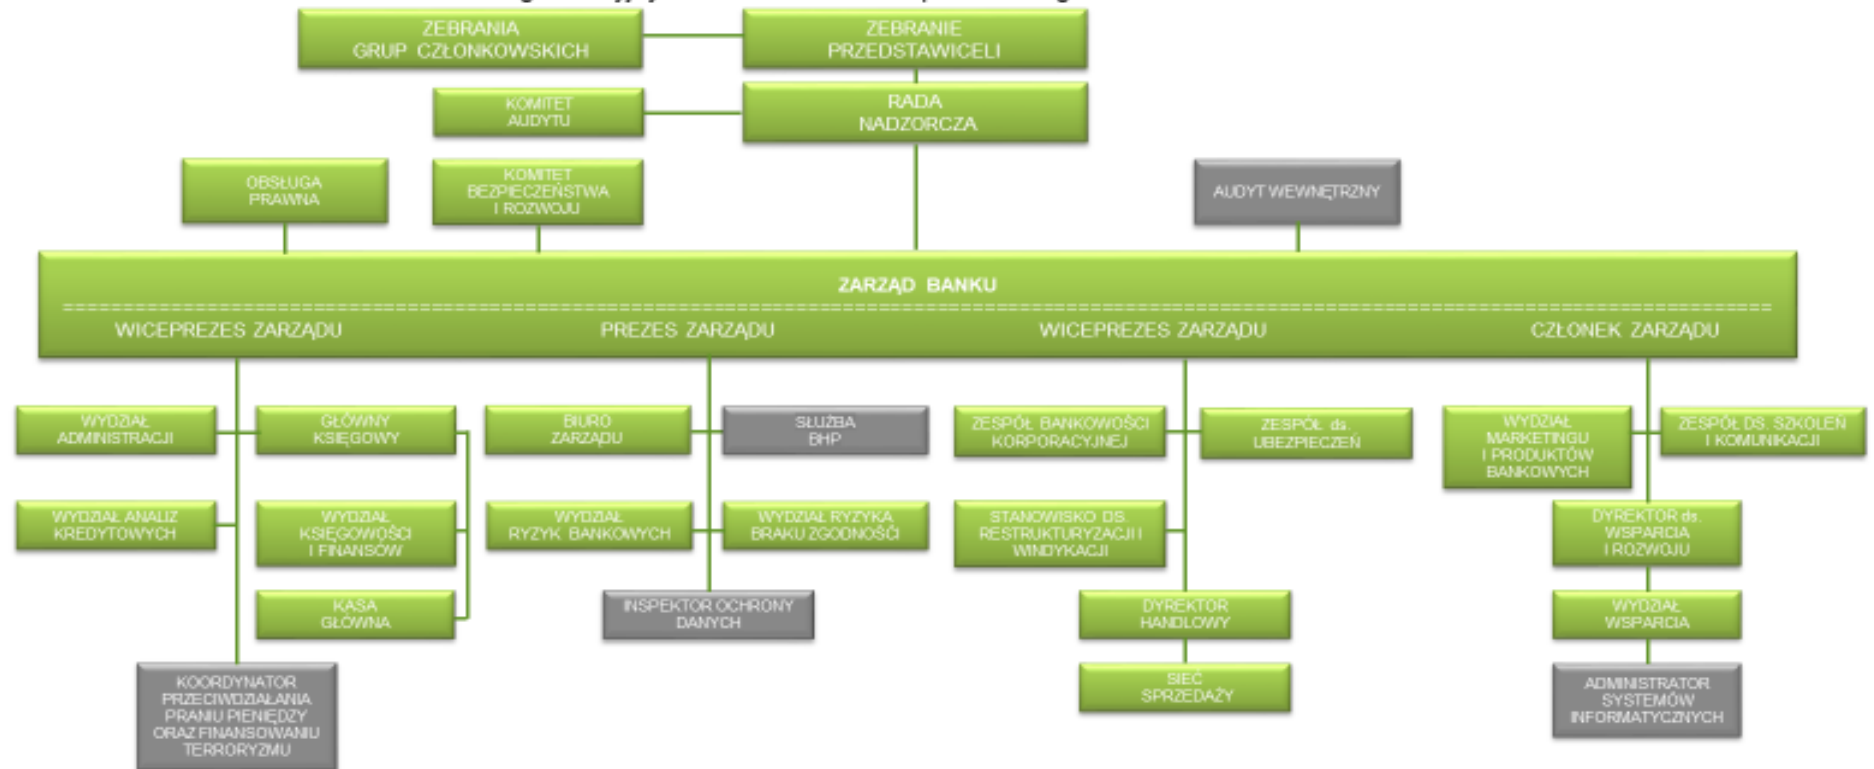 ZEBRANIA
GRUP CZŁONKOWSKICH
ZEBRANIE
PRZEDSTAWICELI
KOMITET
AUDYTU
RADA
NADZORCZA
OBSŁUGA
PRAWNA
KOMITET
BEZPIECZEŃSTWA
I ROZWOJU
AUDYT WEWNĘTRZNY
ZARZĄD BANKU
WICEPREZES ZARZĄDU
PREZES ZARZĄDU
WICEPREZES ZARZĄDU
CZŁONEK ZARZĄDU
WYDZIAŁ
ADMINISTRACJI
GŁÓWNY
KSIĘGOWY
BIURO
ZARZĄDU
SŁUŻBA
BHP
ZESPÓŁ BANKOWOŚCI
KORPORACYJNEJ
ZESPÓŁ ds.
UBEZPIECZEŃ
WYDZIAŁ
MARKETINGU
I PRODUKTÓW
BANKOWYCH
ZESPÓŁ DS. SZKOLEŃ
I KOMUNIKACJI
WYDZIAŁ ANALIZ
KREDYTOWYCH
WYDZIAŁ
KSIĘGOWOŚCI
I FINANSÓW
WYDZIAŁ
RYZYK BANKOWYCH
WYDZIAŁ RYZYKA
BRAKU ZGODNOŚCI
STANOWISKO DS.
RESTRUKTURYZACJI I
WINDYKACJI
DYREKTOR ds.
WSPARCIA
I ROZWOJU
KASA
GŁÓWNA
INSPEKTOR OCHRONY
DANYCH
DYREKTOR
HANDLOWY
WYDZIAŁ
WSPARCIA
KOORDYNATOR
PRZECIWDZIAŁANIA
PRANIU PIENIĘDZY
ORAZ FINANSOWANIU
TERRORYZMU
SIEĆ
SPRZEDAŻY
ADMINISTRATOR
SYSTEMÓW
INFORMATYCZNYCH